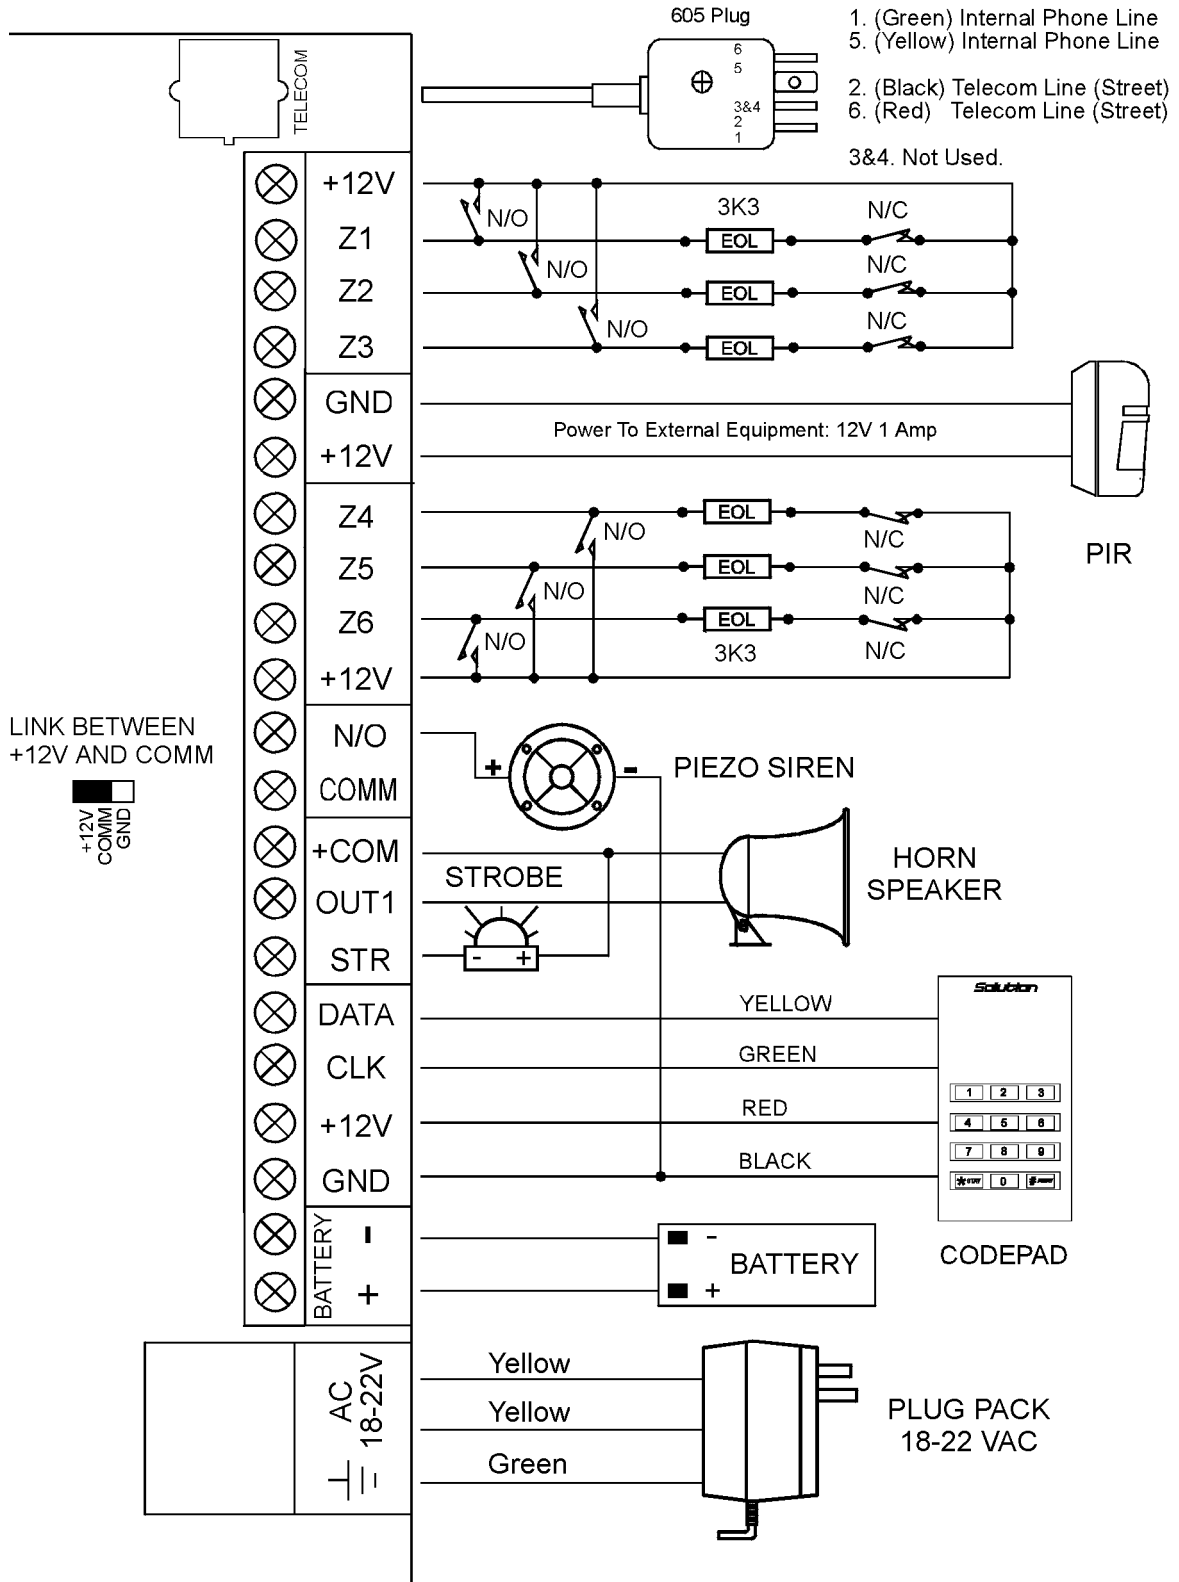 605 Plug
1. (Green) Internal Phone Line
5. (Yellow) Internal Phone Line
2. (Black) Telecom Line (Street)
6. (Red) Telecom Line (Street)
3&4. Not Used.
6
5
3&4
2
1
TELECOM
+12V
Z1
Z2
Z3
GND
+12V
Z4
Z5
Z6
+12V
N/O
COMM
+COM
OUT1
STR
DATA
CLK
+12V
GND
BATTERY
-
+
AC
18-22V
N/O
N/O
N/O
3K3
EOL
EOL
EOL
N/C
N/C
N/C
Power To External Equipment: 12V 1 Amp
PIR
EOL
EOL
EOL
3K3
N/O
N/O
N/O
N/C
N/C
N/C
LINK BETWEEN
+12V AND COMM
+12V
COMM
GND
+
-
PIEZO SIREN
STROBE
- +
HORN
SPEAKER
YELLOW
GREEN
RED
BLACK
Solution
1 2 3
4 5 6
7 8 9
* STAY 0 # AWAY
CODEPAD
-
BATTERY
+
Yellow
Yellow
Green
PLUG PACK
18-22 VAC